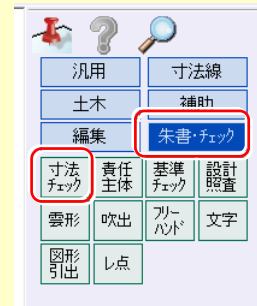 汎用 寸法線
土木 補助
編集 朱書・チェック
寸法 責任 基準 設計
チェック 主体 チェック 照査
雲形 吹出 フリー 文字
ハンド
図形 レ点
引出